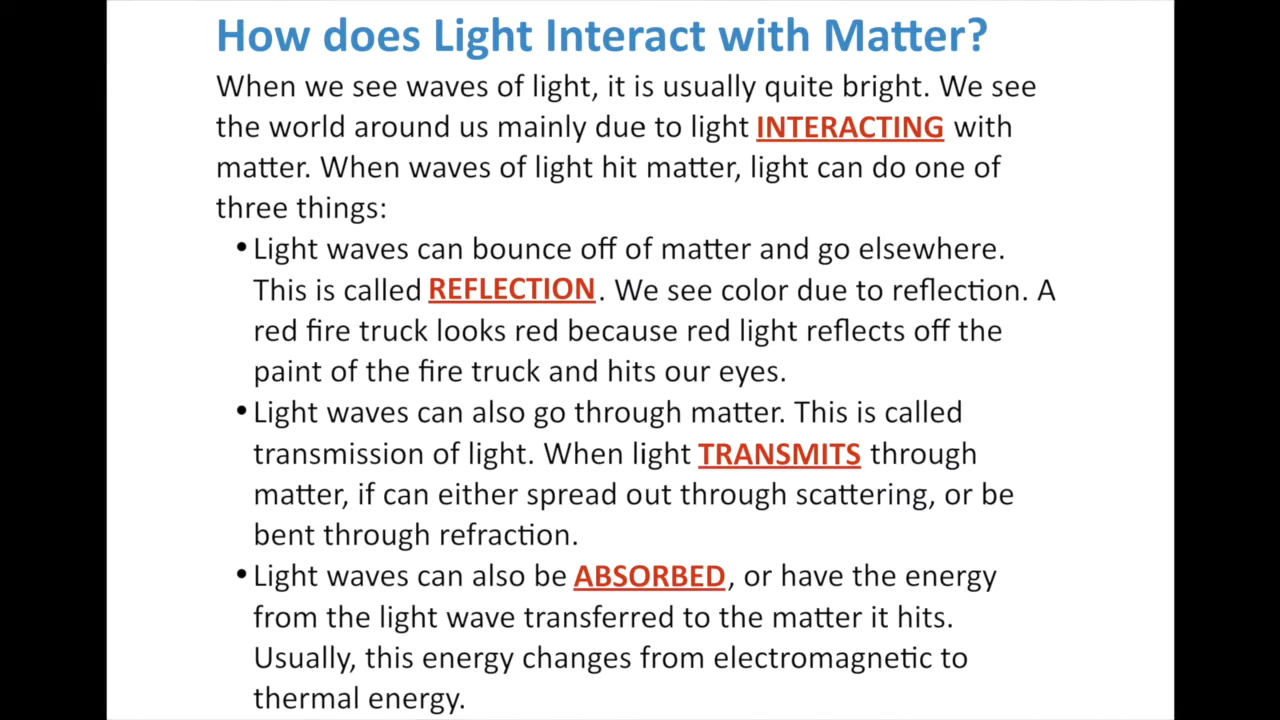 How does Light Interact with Matter?
When we see waves of light, it is usually quite bright. We see
the world around us mainly due to light INTERACTING with
matter. When waves of light hit matter, light can do one of
three things:
•Light waves can bounce off of matter and go elsewhere.
This is called REFLECTION. We see color due to reflection. A
red fire truck looks red because red light reflects off the
paint of the fire truck and hits our eyes.
•Light waves can also go through matter. This is called
transmission of light. When light TRANSMITS through
matter, if can either spread out through scattering, or be
bent through refraction.
•Light waves can also be ABSORBED, or have the energy
from the light wave transferred to the matter it hits.
Usually, this energy changes from electromagnetic to
thermal energy.